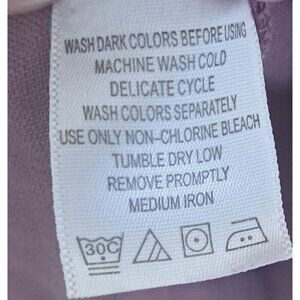 WASH DARK COLORS BEFORE USING
MACHINE WASH COLD
DELICATE CYCLE
WASH COLORS SEPARATELY
USE ONLY NON-CHLORINE BLEACH
TUMBLE DRY LOW
REMOVE PROMPTLY
MEDIUM IRON
30C